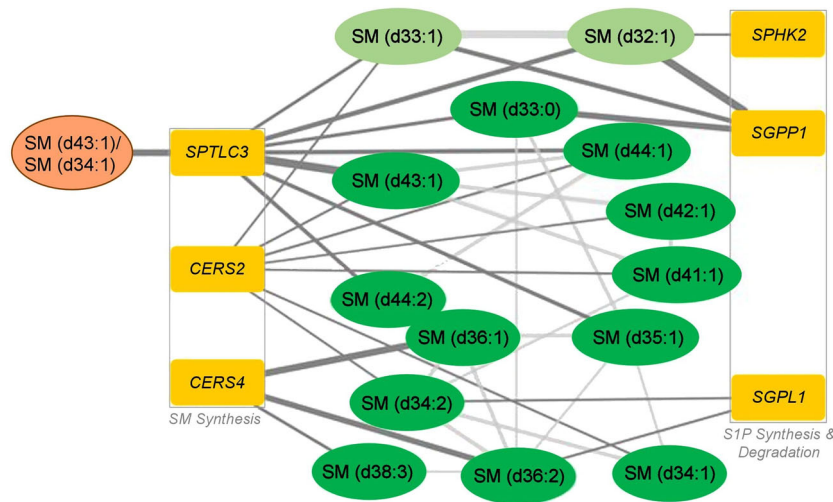 SM (d33:1)
SM (d32:1)
SPHK2
SM (d33:0)
SGPP1
SM (d43:1)/
SM (d34:1)
SPTLC3
SM (d44:1)
SM (d43:1)
SM (d42:1)
CERS2
SM (d41:1)
SM (d44:2)
SM (d36:1)
SM (d35:1)
CERS4
SM (d34:2)
SGPL1
SM Synthesis
S1P Synthesis &
Degradation
SM (d38:3)
SM (d36:2)
SM (d34:1)